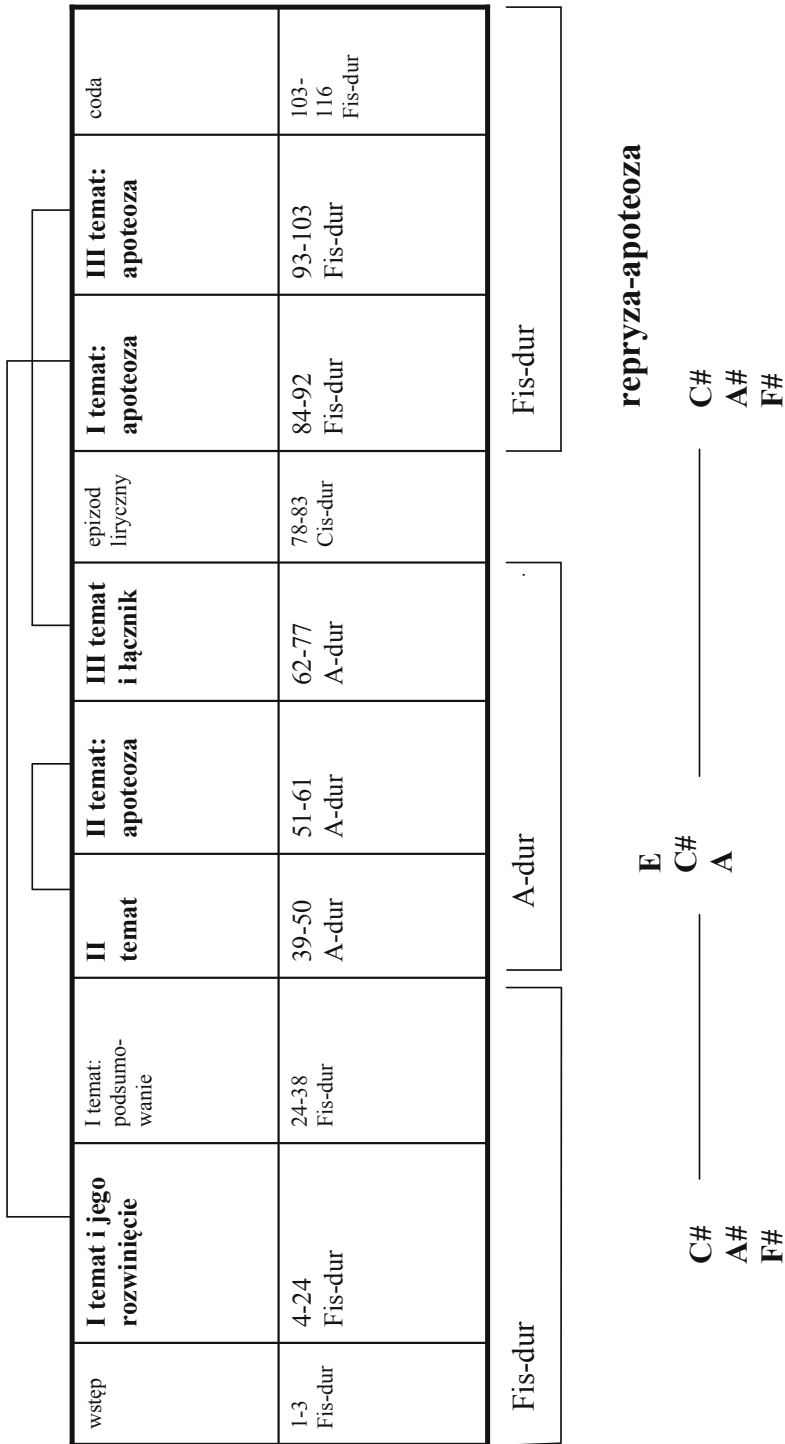 wstęp
I temat i jego
rozwinięcie
I temat:
podsumo-
wanie
II
temat
II temat:
apoteoza
III temat
i łącznik
epizod
liryczny
I temat:
apoteoza
III temat:
apoteoza
coda
1-3
Fis-dur
4-24
Fis-dur
24-38
Fis-dur
39-50
A-dur
51-61
A-dur
62-77
A-dur
78-83
Cis-dur
84-92
Fis-dur
93-103
Fis-dur
103-
116
Fis-dur
Fis-dur
A-dur
Fis-dur
repryza-apoteoza
C#
A#
F#
E
C#
A
C#
A#
F#